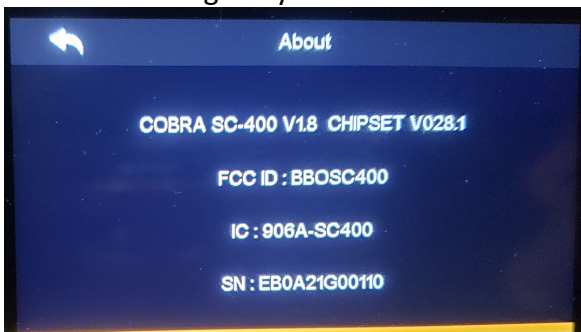 About
COBRA SC-400 V1.8 CHIPSET V028.1
FCC ID : BBOSC400
IC : 906A-SC400
SN : EB0A21G00110